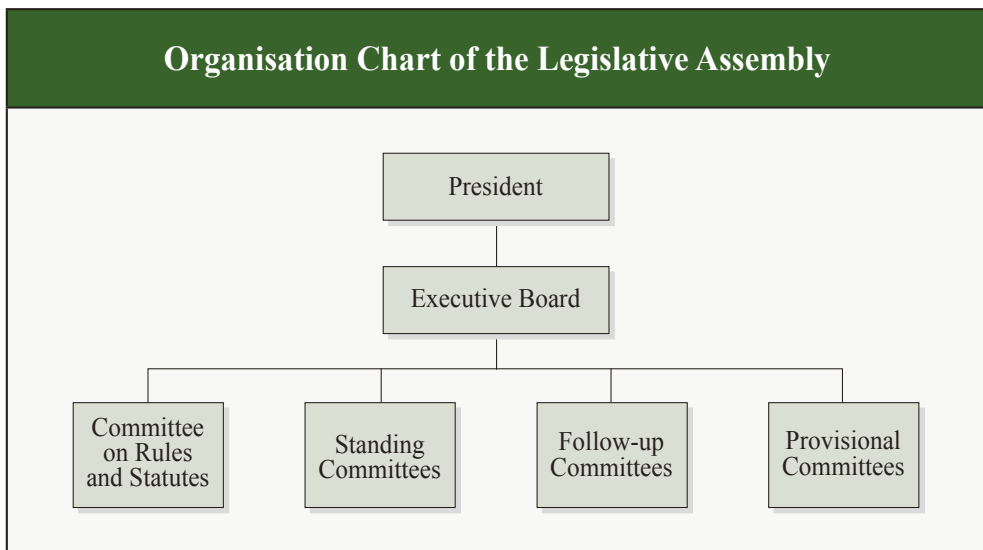 Organisation Chart of the Legislative Assembly
President
Executive Board
Committee
on Rules
and Statutes
Standing
Committees
Follow-up
Committees
Provisional
Committees